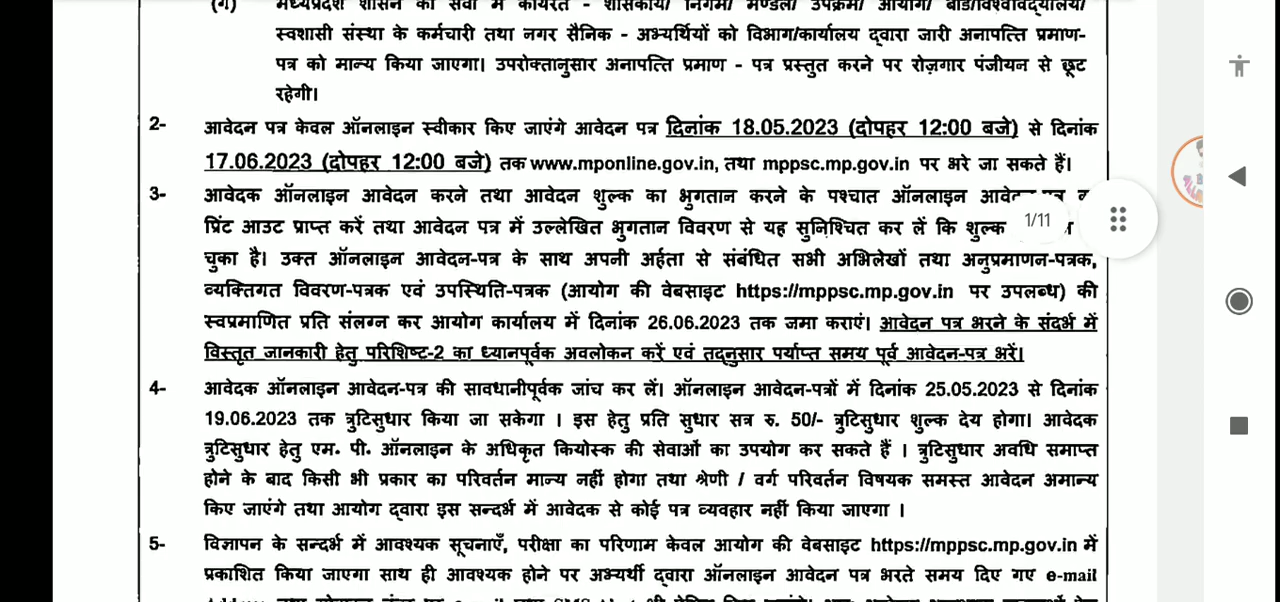 (ग) मध्यप्रदेश शासन की सेवा में कार्यरत - शासकीय/ निगम/ मण्डल/ उपक्रम/ आयोग/ बोर्ड/विश्वविद्यालय/
स्वशासी संस्था के कर्मचारी तथा नगर सैनिक - अभ्यर्थियों को विभाग/कार्यालय द्वारा जारी अनापत्ति प्रमाण-
पत्र को मान्य किया जाएगा। उपरोक्तानुसार अनापत्ति प्रमाण - पत्र प्रस्तुत करने पर रोज़गार पंजीयन से छूट
रहेगी।
2- आवेदन पत्र केवल ऑनलाइन स्वीकार किए जाएंगे आवेदन पत्र दिनांक 18.05.2023 (दोपहर 12:00 बजे) से दिनांक
17.06.2023 (दोपहर 12:00 बजे) तक www.mponline.gov.in, तथा mppsc.mp.gov.in पर भरे जा सकते हैं।
3- आवेदक ऑनलाइन आवेदन करने तथा आवेदन शुल्क का भुगतान करने के पश्चात ऑनलाइन
प्रिंट आउट प्राप्त करें तथा आवेदन पत्र में उल्लेखित भुगतान विवरण से यह सुनिश्चित कर लें कि शुल्क
1/11
चुका है। उक्त ऑनलाइन आवेदन-पत्र के साथ अपनी अर्हता से संबंधित सभी अभिलेखों तथा अनुप्रमाणन-पत्रक,
व्यक्तिगत विवरण-पत्रक एवं उपस्थिति-पत्रक (आयोग की वेबसाइट https://mppsc.mp.gov.in पर उपलब्ध) की
स्वप्रमाणित प्रति संलग्न कर आयोग कार्यालय में दिनांक 26.06.2023 तक जमा कराएं। आवेदन पत्र भरने के संदर्भ में
विस्तृत जानकारी हेतु परिशिष्ट-2 का ध्यानपूर्वक अवलोकन करें एवं तद्नुसार पर्याप्त समय पूर्व आवेदन-पत्र भरें।
4- आवेदक ऑनलाइन आवेदन-पत्र की सावधानीपूर्वक जांच कर लें। ऑनलाइन आवेदन-पत्रों में दिनांक 25.05.2023 से दिनांक
19.06.2023 तक त्रुटिसुधार किया जा सकेगा । इस हेतु प्रति सुधार सत्र रु. 50/- त्रुटिसुधार शुल्क देय होगा। आवेदक
त्रुटिसुधार हेतु एम. पी. ऑनलाइन के अधिकृत कियोस्क की सेवाओं का उपयोग कर सकते हैं । त्रुटिसुधार अवधि समाप्त
होने के बाद किसी भी प्रकार का परिवर्तन मान्य नहीं होगा तथा श्रेणी / वर्ग परिवर्तन विषयक समस्त आवेदन अमान्य
किए जाएंगे तथा आयोग द्वारा इस सन्दर्भ में आवेदक से कोई पत्र व्यवहार नहीं किया जाएगा ।
5- विज्ञापन के सन्दर्भ में आवश्यक सूचनाएँ, परीक्षा का परिणाम केवल आयोग की वेबसाइट https://mppsc.mp.gov.in में
प्रकाशित किया जाएगा साथ ही आवश्यक होने पर अभ्यर्थी द्वारा ऑनलाइन आवेदन पत्र भरते समय दिए गए e-mail